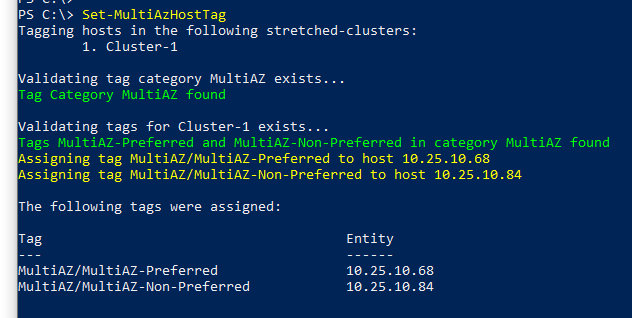 PS C:\> Set-MultiAzHostTag
Tagging hosts in the following stretched-clusters:
1. Cluster-1
Validating tag category MultiAZ exists...
Tag Category MultiAZ found
Validating tags for Cluster-1 exists...
Tags MultiAZ-Preferred and MultiAZ-Non-Preferred in category MultiAZ found
Assigning tag MultiAZ/MultiAZ-Preferred to host 10.25.10.68
Assigning tag MultiAZ/MultiAZ-Non-Preferred to host 10.25.10.84
The following tags were assigned:
Tag Entity
--- ------
MultiAZ/MultiAZ-Preferred 10.25.10.68
MultiAZ/MultiAZ-Non-Preferred 10.25.10.84